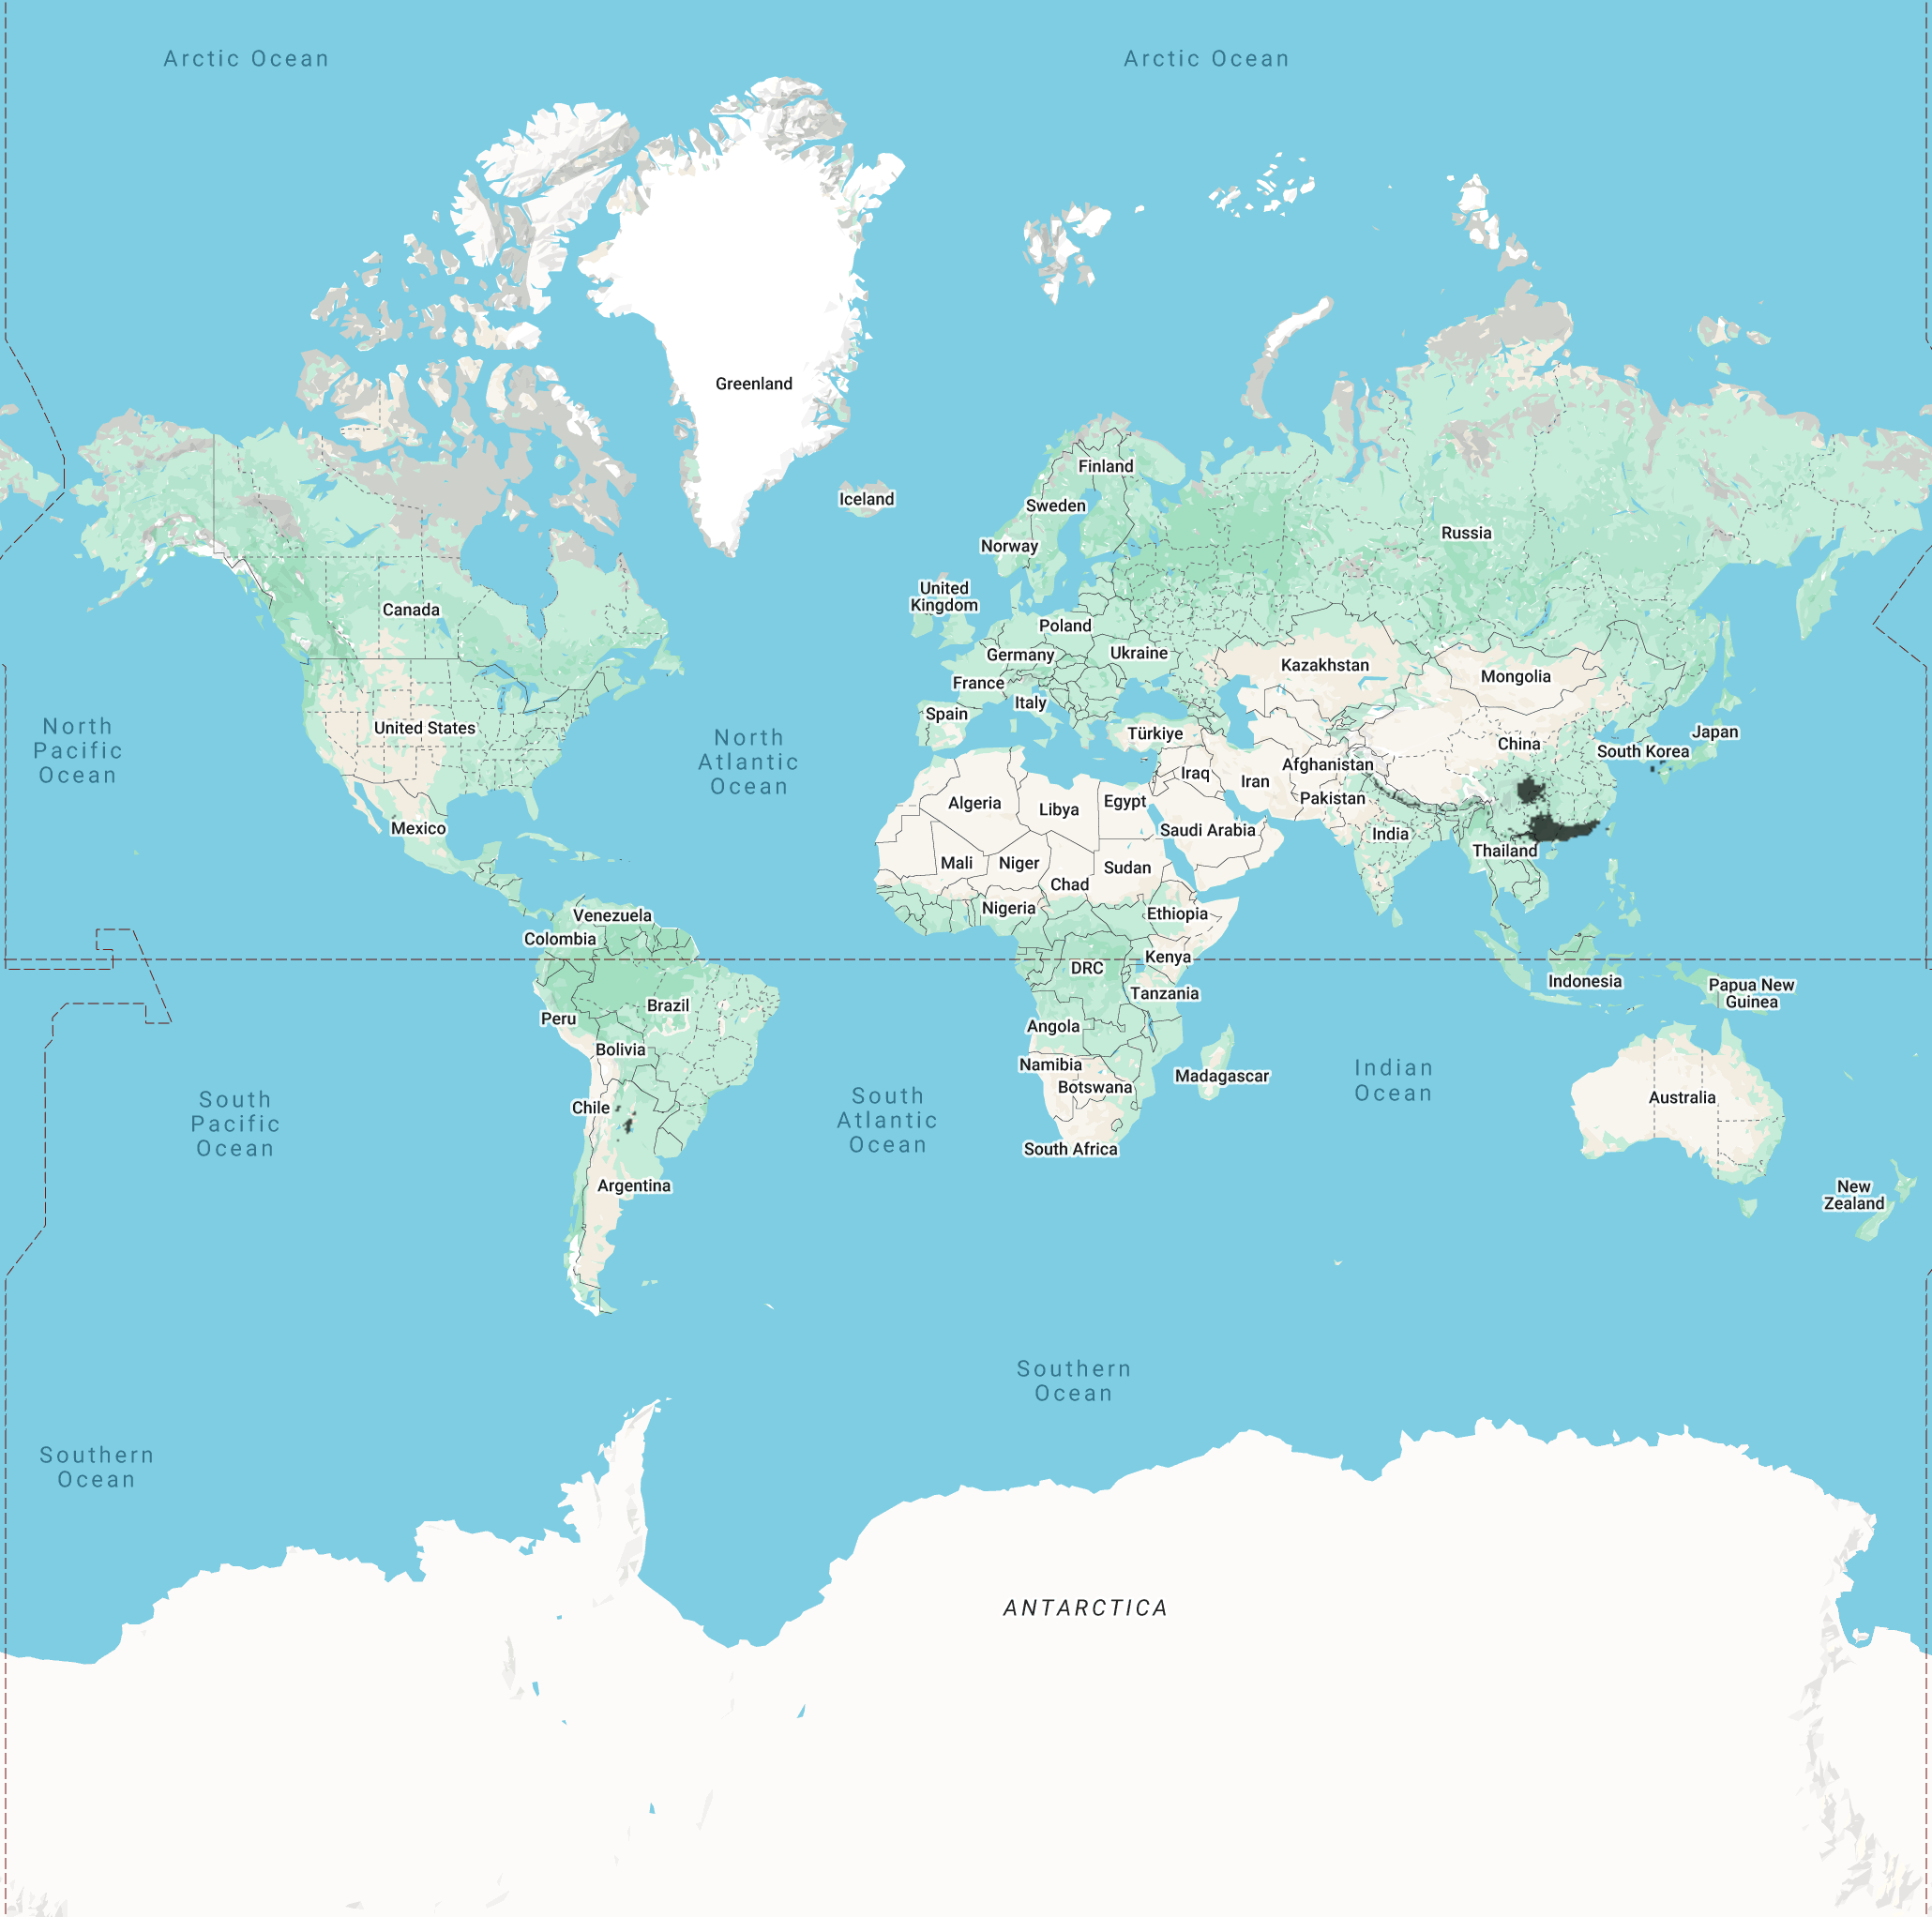 Arctic Ocean
Arctic Ocean
Greenland
Finland
Iceland
Sweden
Russia
Norway
United
Kingdom
Canada
Poland
Ukraine
Germany
Kazakhstan
Mongolia
France
Italy
Spain
United States
Türkiye
Japan
China
South Korea
North
Pacific
Ocean
North
Atlantic
Ocean
Afghanistan
Iraq
Iran
Pakistan
Algeria
Libya
Egypt
Saudi Arabia
Mexico
India
Thailand
Mali
Niger
Sudan
Chad
Nigeria
Ethiopia
Venezuela
Colombia
Kenya
DRC
Indonesia
Papua New
Guinea
Tanzania
Brazil
Peru
Angola
Bolivia
Namibia
Botswana
Madagascar
Indian
Ocean
Australia
Chile
South
Pacific
Ocean
South
Atlantic
Ocean
South Africa
Argentina
New
Zealand
Southern
Ocean
Southern
Ocean
ANTARCTICA